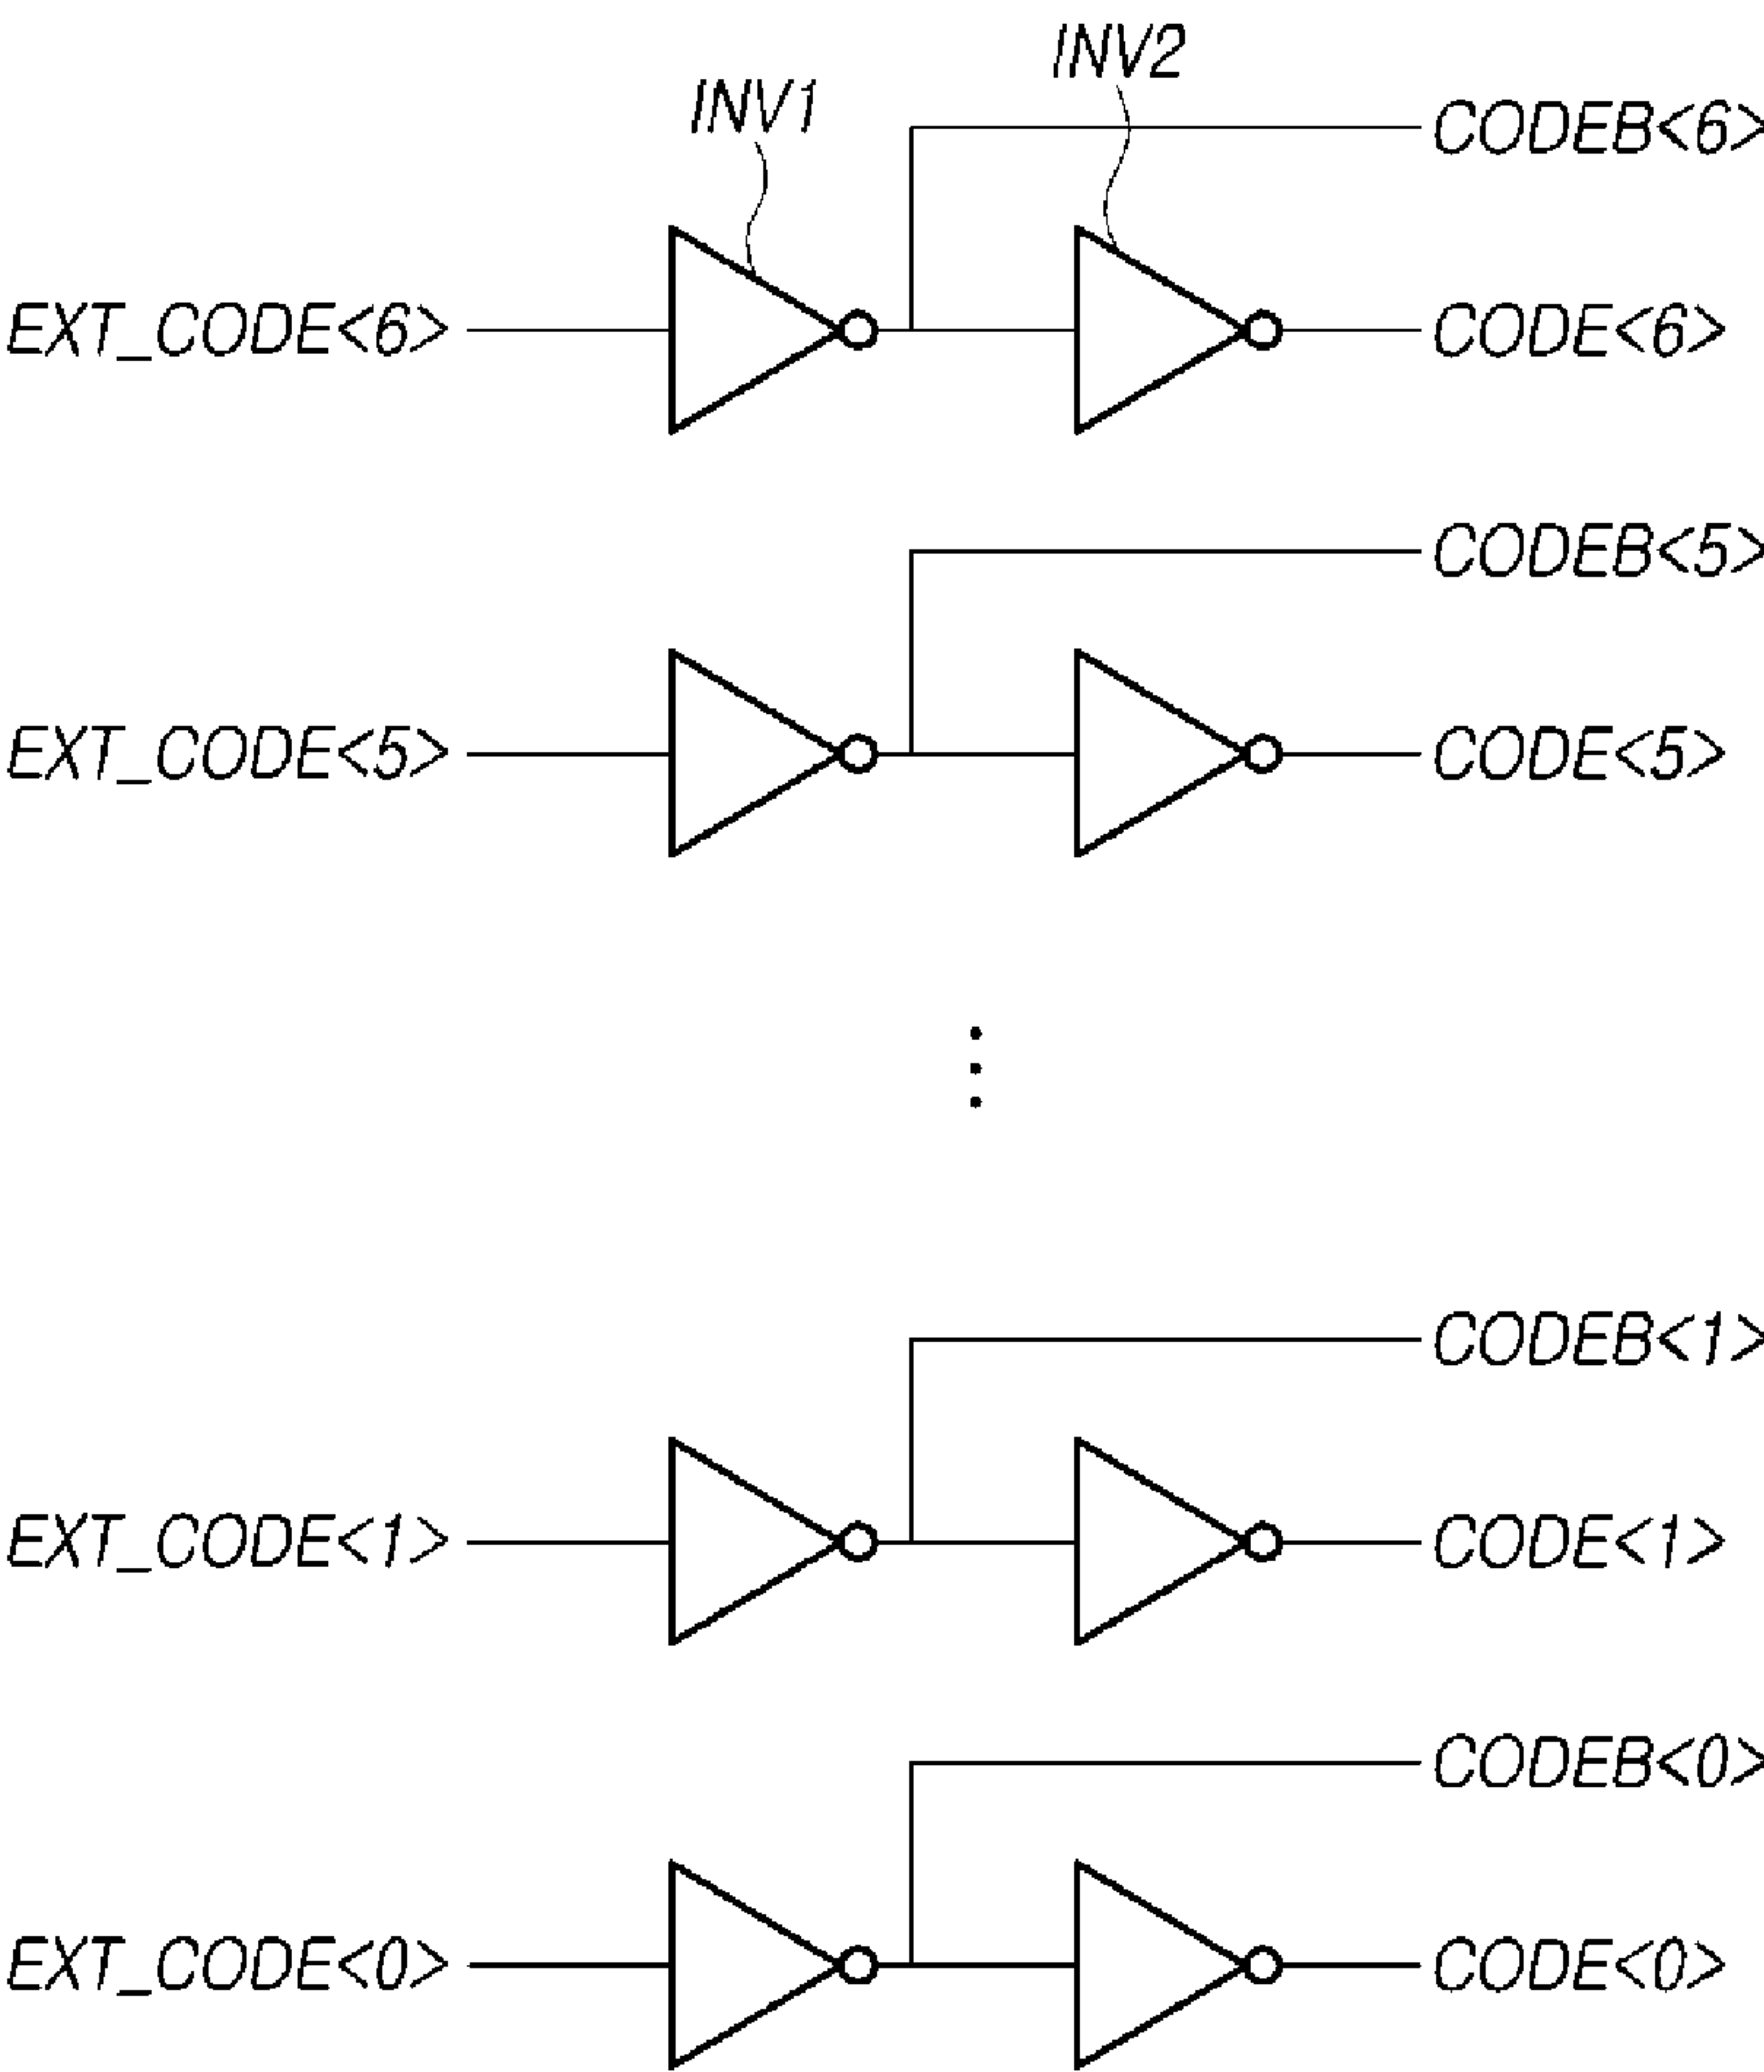 INV2
INV1
CODEB<6>
EXT_CODE<6>
CODE<6>
CODEB<5>
EXT_CODE<5>
CODE<5>
CODEB<1>
EXT_CODE<1>
CODE<1>
CODEB<0>
EXT_CODE<0>
CODE<0>